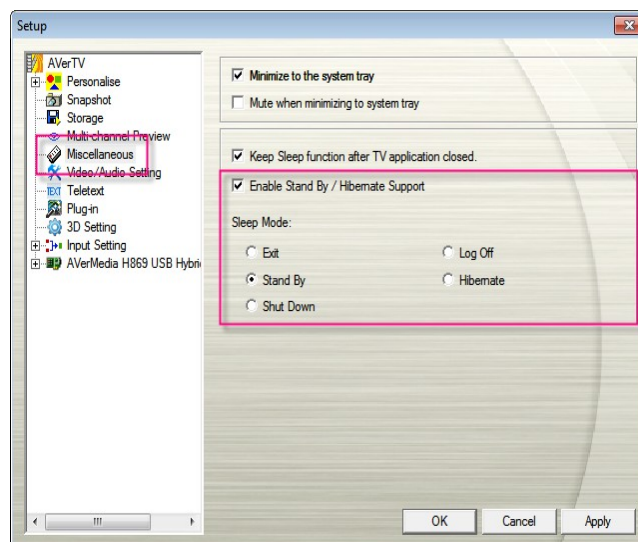 Setup
AVerTV
Personalise
Snapshot
Storage
Multi-channel Preview
Miscellaneous
Video/Audio Setting
TEXT Teletext
Plug-in
3D Setting
Input Setting
AVerMedia H869 USB Hybri
Minimize to the system tray
Mute when minimizing to system tray
Keep Sleep function after TV application closed.
Enable Stand By / Hibernate Support
Sleep Mode:
Exit Log Off
Stand By Hibernate
Shut Down
OK Cancel Apply